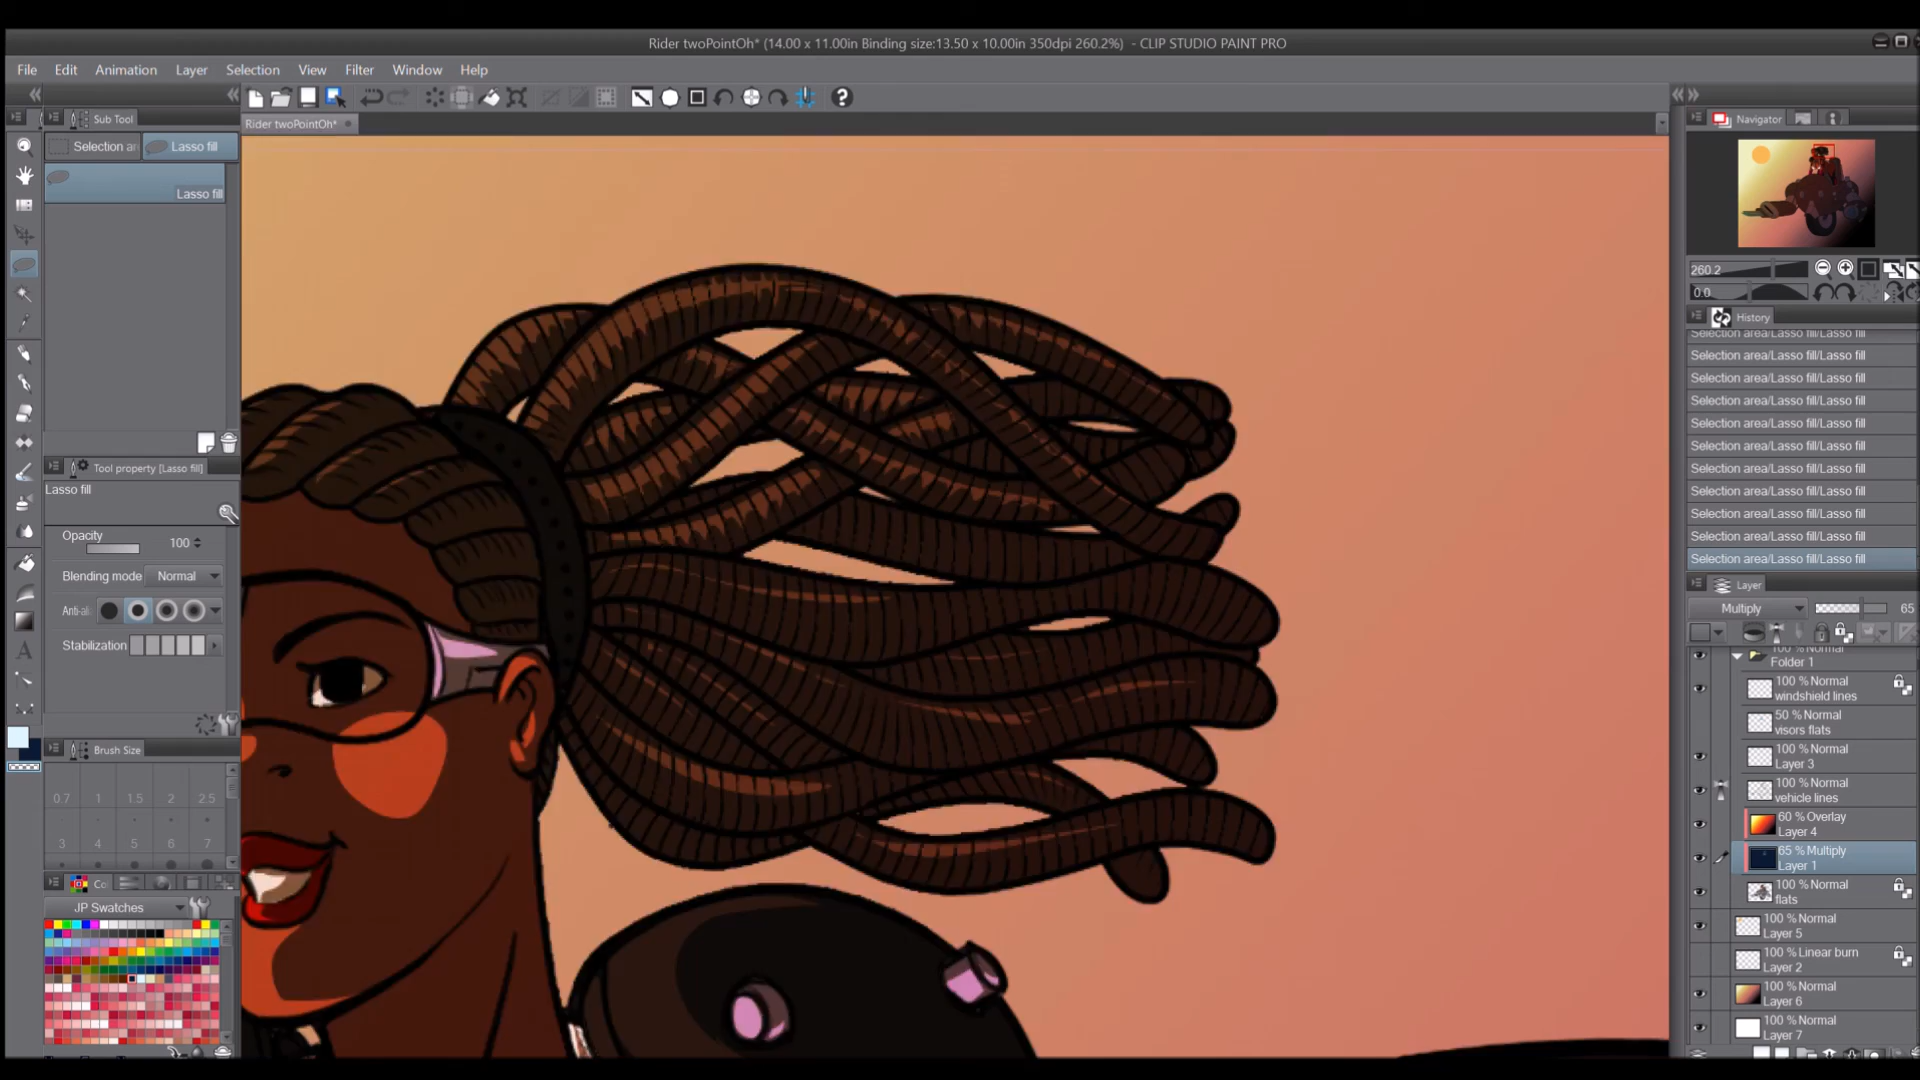 Rider twoPointOh* (14.00 x 11.00in Binding size:13.50 x 10.00in 350dpi 260.2%) - CLIP STUDIO PAINT PRO
File Edit Animation Layer Selection View Filter Window Help
Sub Tool
Rider twoPointOh*
Navigator
Selection ar
Lasso fill
Lasso fill
260.2
0.0
History
Selection area/Lasso fill/Lasso fill
Selection area/Lasso fill/Lasso fill
Selection area/Lasso fill/Lasso fill
Selection area/Lasso fill/Lasso fill
Selection area/Lasso fill/Lasso fill
Selection area/Lasso fill/Lasso fill
Selection area/Lasso fill/Lasso fill
Selection area/Lasso fill/Lasso fill
Selection area/Lasso fill/Lasso fill
Selection area/Lasso fill/Lasso fill
Selection area/Lasso fill/Lasso fill
Tool property [Lasso fill]
Lasso fill
Opacity 100
Blending mode Normal
Anti-ali
Stabilization
Layer
Multiply 65
100 % Normal
Folder 1
100 % Normal
windshield lines
50 % Normal
visors flats
100 % Normal
Layer 3
100 % Normal
vehicle lines
60 % Overlay
Layer 4
65 % Multiply
Layer 1
100 % Normal
flats
100 % Normal
Layer 5
100 % Linear burn
Layer 2
100 % Normal
Layer 6
100 % Normal
Layer 7
Brush Size
0.7 1 1.5 2 2.5
3 4 5 6 7
Co
JP Swatches